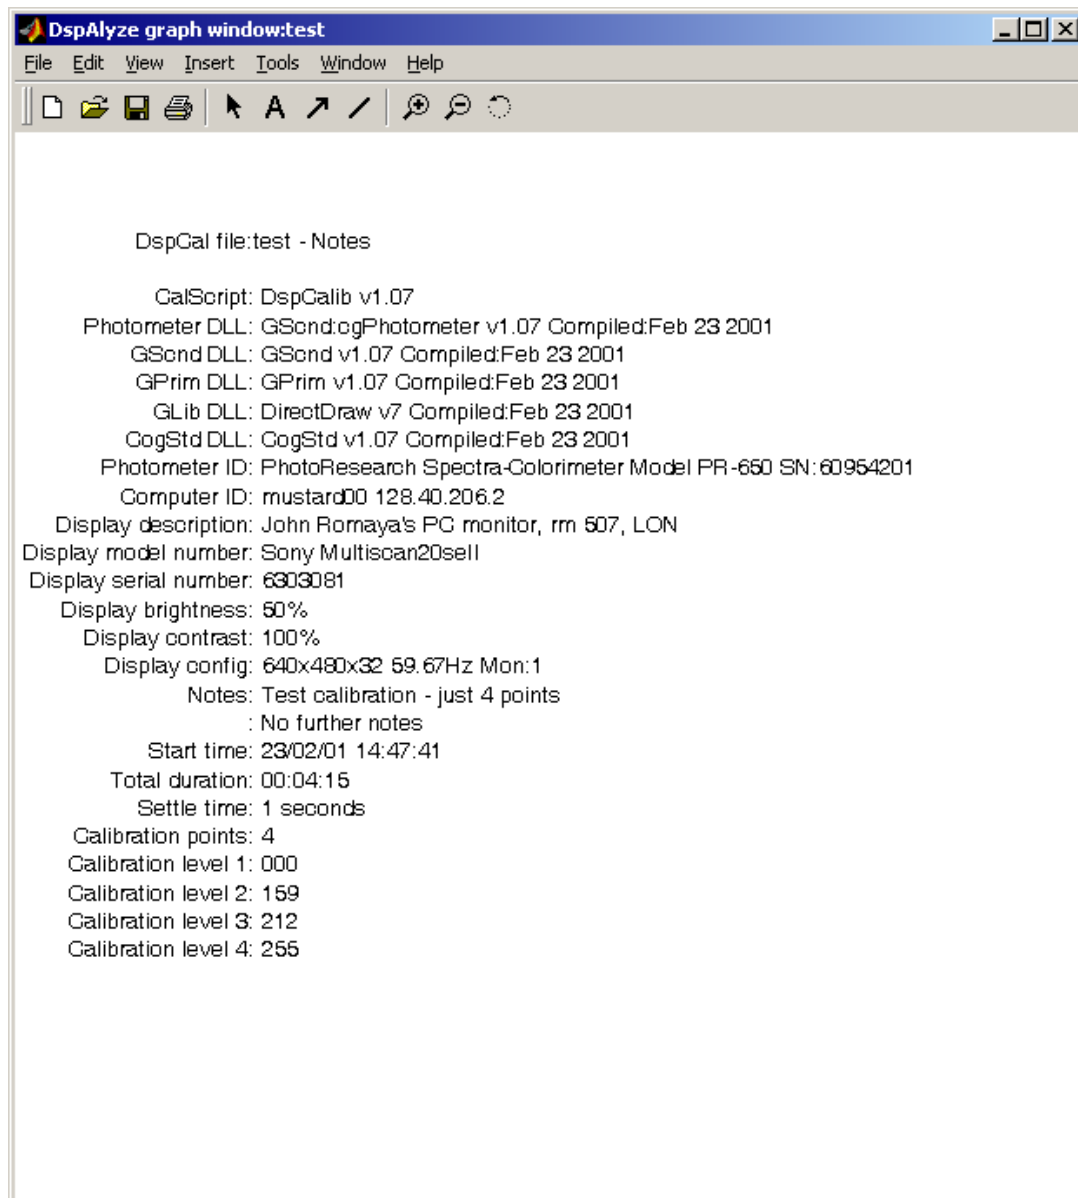 DspAlyze graph window:test
File Edit View Insert Tools Window Help
A
DspCal file:test - Notes
CalScript: DspCalib v1.07
Photometer DLL: GScnd:cgPhotometer v1.07 Compiled:Feb 23 2001
GScnd DLL: GScnd v1.07 Compiled:Feb 23 2001
GPrim DLL: GPrim v1.07 Compiled:Feb 23 2001
GLib DLL: DirectDraw v7 Compiled:Feb 23 2001
CogStd DLL: CogStd v1.07 Compiled:Feb 23 2001
Photometer ID: PhotoResearch Spectra-Colorimeter Model PR-650 SN:60954201
Computer ID: mustard00 128.40.206.2
Display description: John Romaya's PC monitor, rm 507, LON
Display model number: Sony Multiscan20seII
Display serial number: 6303081
Display brightness: 50%
Display contrast: 100%
Display config: 640x480x32 59.67Hz Mon:1
Notes: Test calibration - just 4 points
: No further notes
Start time: 23/02/01 14:47:41
Total duration: 00:04:15
Settle time: 1 seconds
Calibration points: 4
Calibration level 1: 000
Calibration level 2: 159
Calibration level 3: 212
Calibration level 4: 255